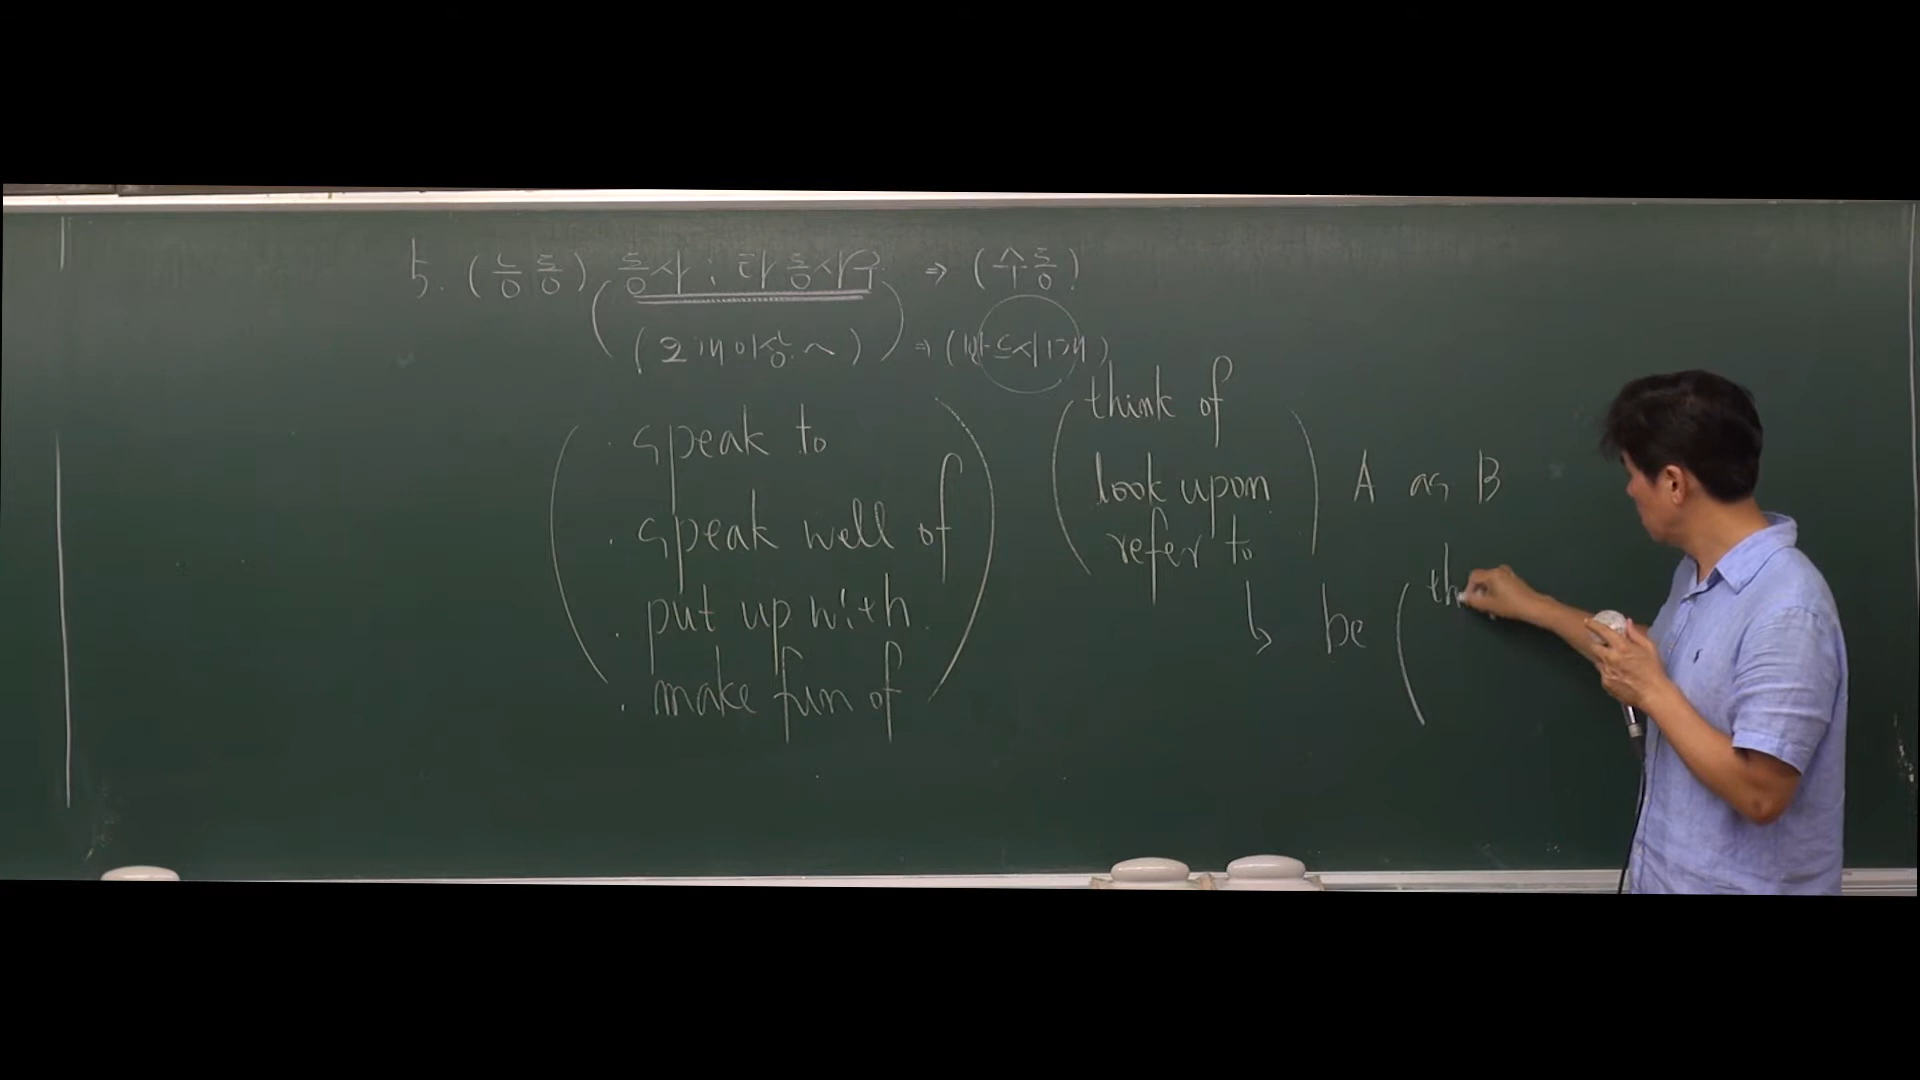 5. (능동) 동사 : 타동사구 ⇒ (수동)
(2개이상 ~) ⇒ (반드시 1개)
· speak to
· speak well of
· put up with
· make fun of
think of
look upon
refer to
A as B
↳ be ( th